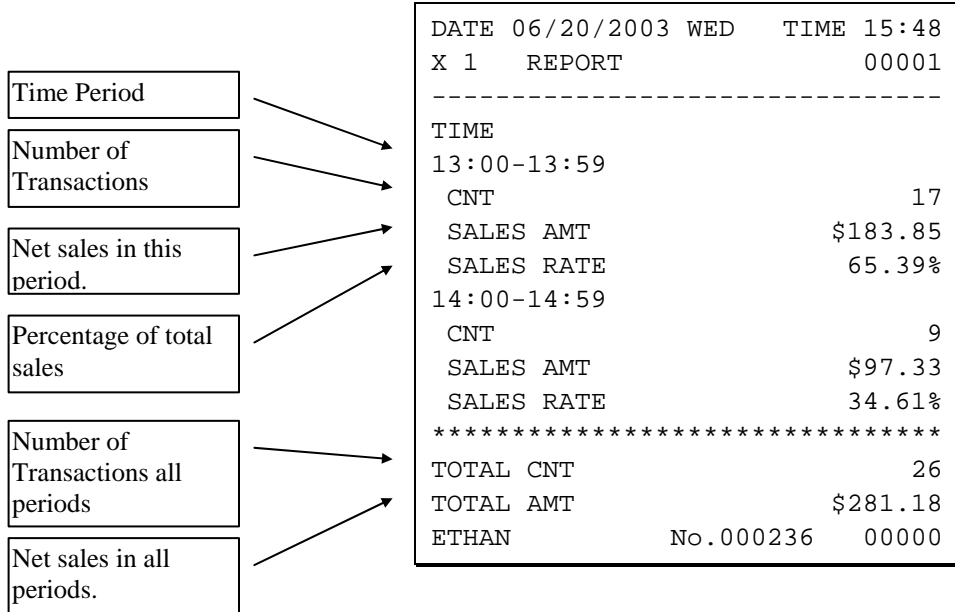 Time Period
Number of
Transactions
Net sales in this
period.
Percentage of total
sales
Number of
Transactions all
periods
Net sales in all
periods.
DATE 06/20/2003 WED TIME 15:48
X 1 REPORT 00001
--------------------------------
TIME
13:00-13:59
CNT 17
SALES AMT $183.85
SALES RATE 65.39%
14:00-14:59
CNT 9
SALES AMT $97.33
SALES RATE 34.61%
********************************
TOTAL CNT 26
TOTAL AMT $281.18
ETHAN No.000236 00000